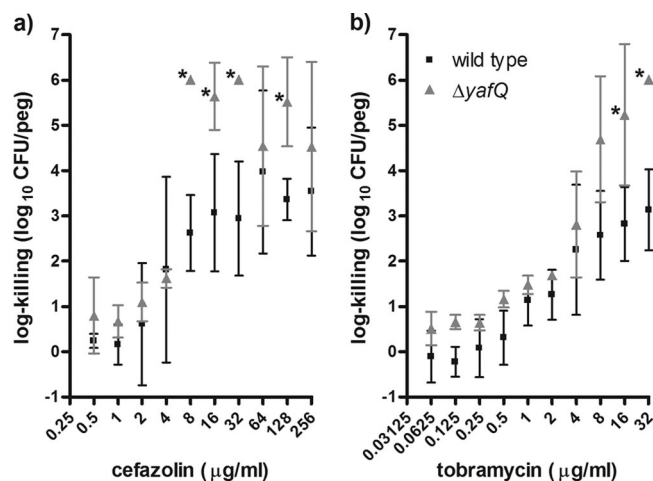 a)
log-killing (log10 CFU/peg)
6
5
4
3
2
1
0
-1
* * * *
0.25 0.5 1 2 4 8 16 32 64 128 256
cefazolin ( μg/ml)
b)
log-killing (log10 CFU/peg)
7
6
5
4
3
2
1
0
-1
wild type
ΔyafQ
* *
0.03125 0.0625 0.125 0.25 0.5 1 2 4 8 16 32
tobramycin ( μg/ml)